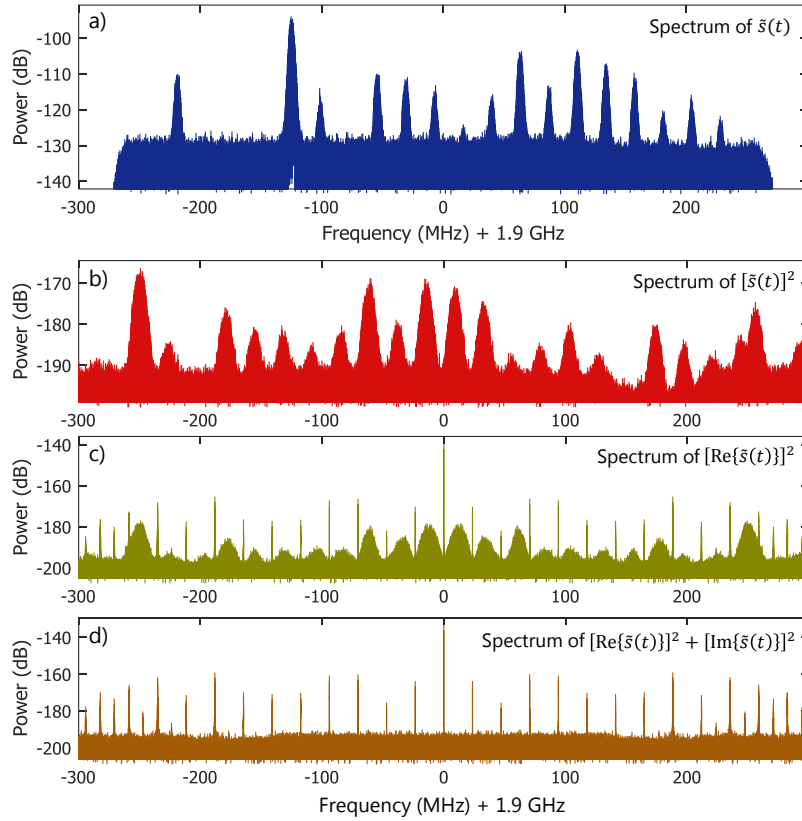 a)
Spectrum of s̃(t)
Power (dB)
-100
-110
-120
-130
-140
-300 -200 -100 0 100 200
Frequency (MHz) + 1.9 GHz
b)
Spectrum of [s̃(t)]²
Power (dB)
-170
-180
-190
-300 -200 -100 0 100 200
c)
Spectrum of [Re{s̃(t)}]²
Power (dB)
-140
-160
-180
-200
-300 -200 -100 0 100 200
d)
Spectrum of [Re{s̃(t)}]² + [Im{s̃(t)}]²
Power (dB)
-140
-160
-180
-200
-300 -200 -100 0 100 200
Frequency (MHz) + 1.9 GHz